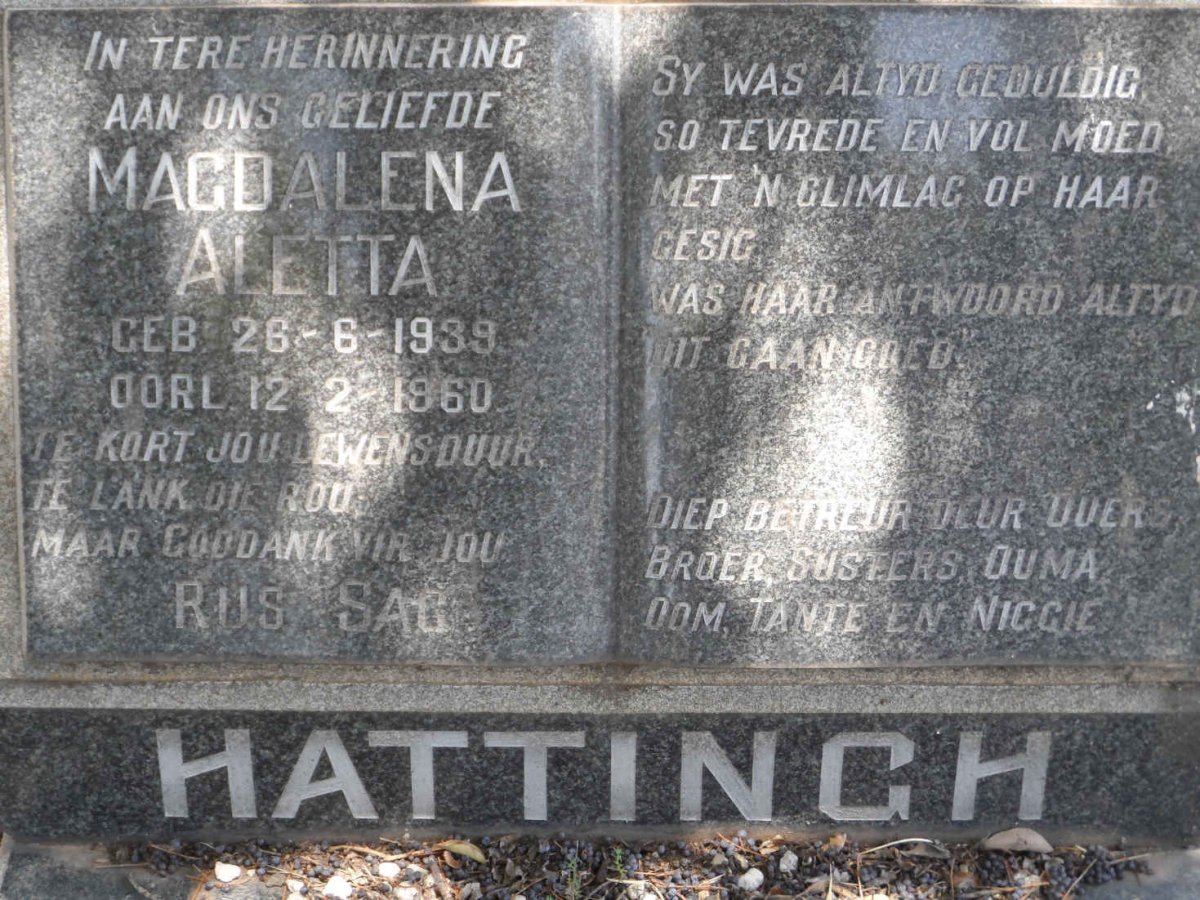 IN TERE HERINNERING
AAN ONS GELIEFDE
MAGDALENA
ALETTA
GEB 26-6-1939
OORL 12-2-1960
TE KORT JOU LEWENSDUUR,
TE LANK DIE ROU,
MAAR GODDANK VIR JOU
RUS SAG
SY WAS ALTYD GEDULDIG,
SO TEVREDE EN VOL MOED
MET 'N GLIMLAG OP HAAR
GESIG,
WAS HAAR ANTWOORD ALTYD
DIT GAAN GOED.
DIEP BETREUR DEUR OUERS
BROER, SUSTERS, OUMA,
OOM, TANTE EN NIGGIE
HATTINGH